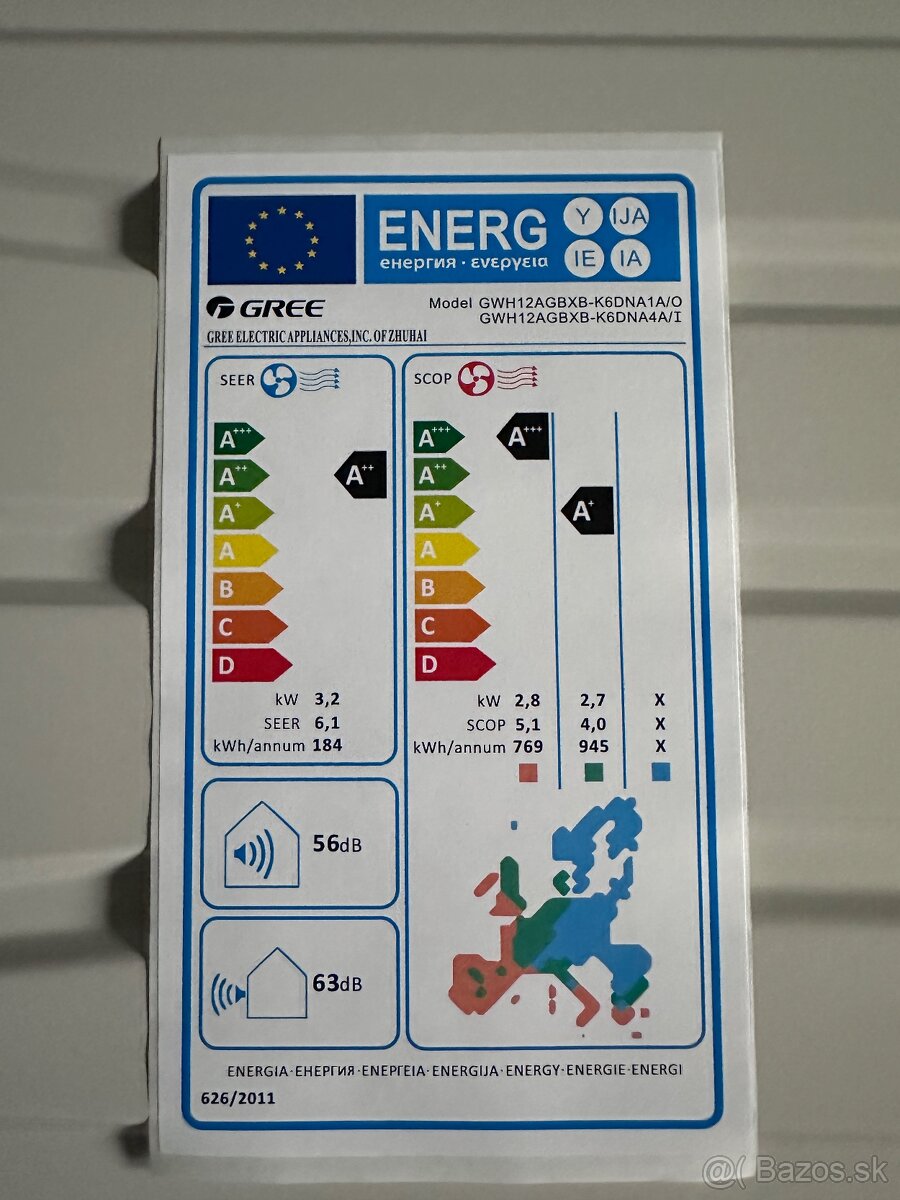 ENERG Y IJA
енергия · ενεργεια IE IA
GREE Model GWH12AGBXB-K6DNA1A/O
GWH12AGBXB-K6DNA4A/I
GREE ELECTRIC APPLIANCES,INC. OF ZHUHAI
SEER
A+++
A++
A+
A
B
C
D
A++
kW 3,2
SEER 6,1
kWh/annum 184
SCOP
A+++
A++
A+
A
B
C
D
A+++
A+
kW 2,8 2,7 X
SCOP 5,1 4,0 X
kWh/annum 769 945 X
56dB
63dB
ENERGIA·ЕНЕРГИЯ·ΕΝΕΡΓΕΙΑ·ENERGIJA·ENERGY·ENERGIE·ENERGI
626/2011
@( Bazos.sk